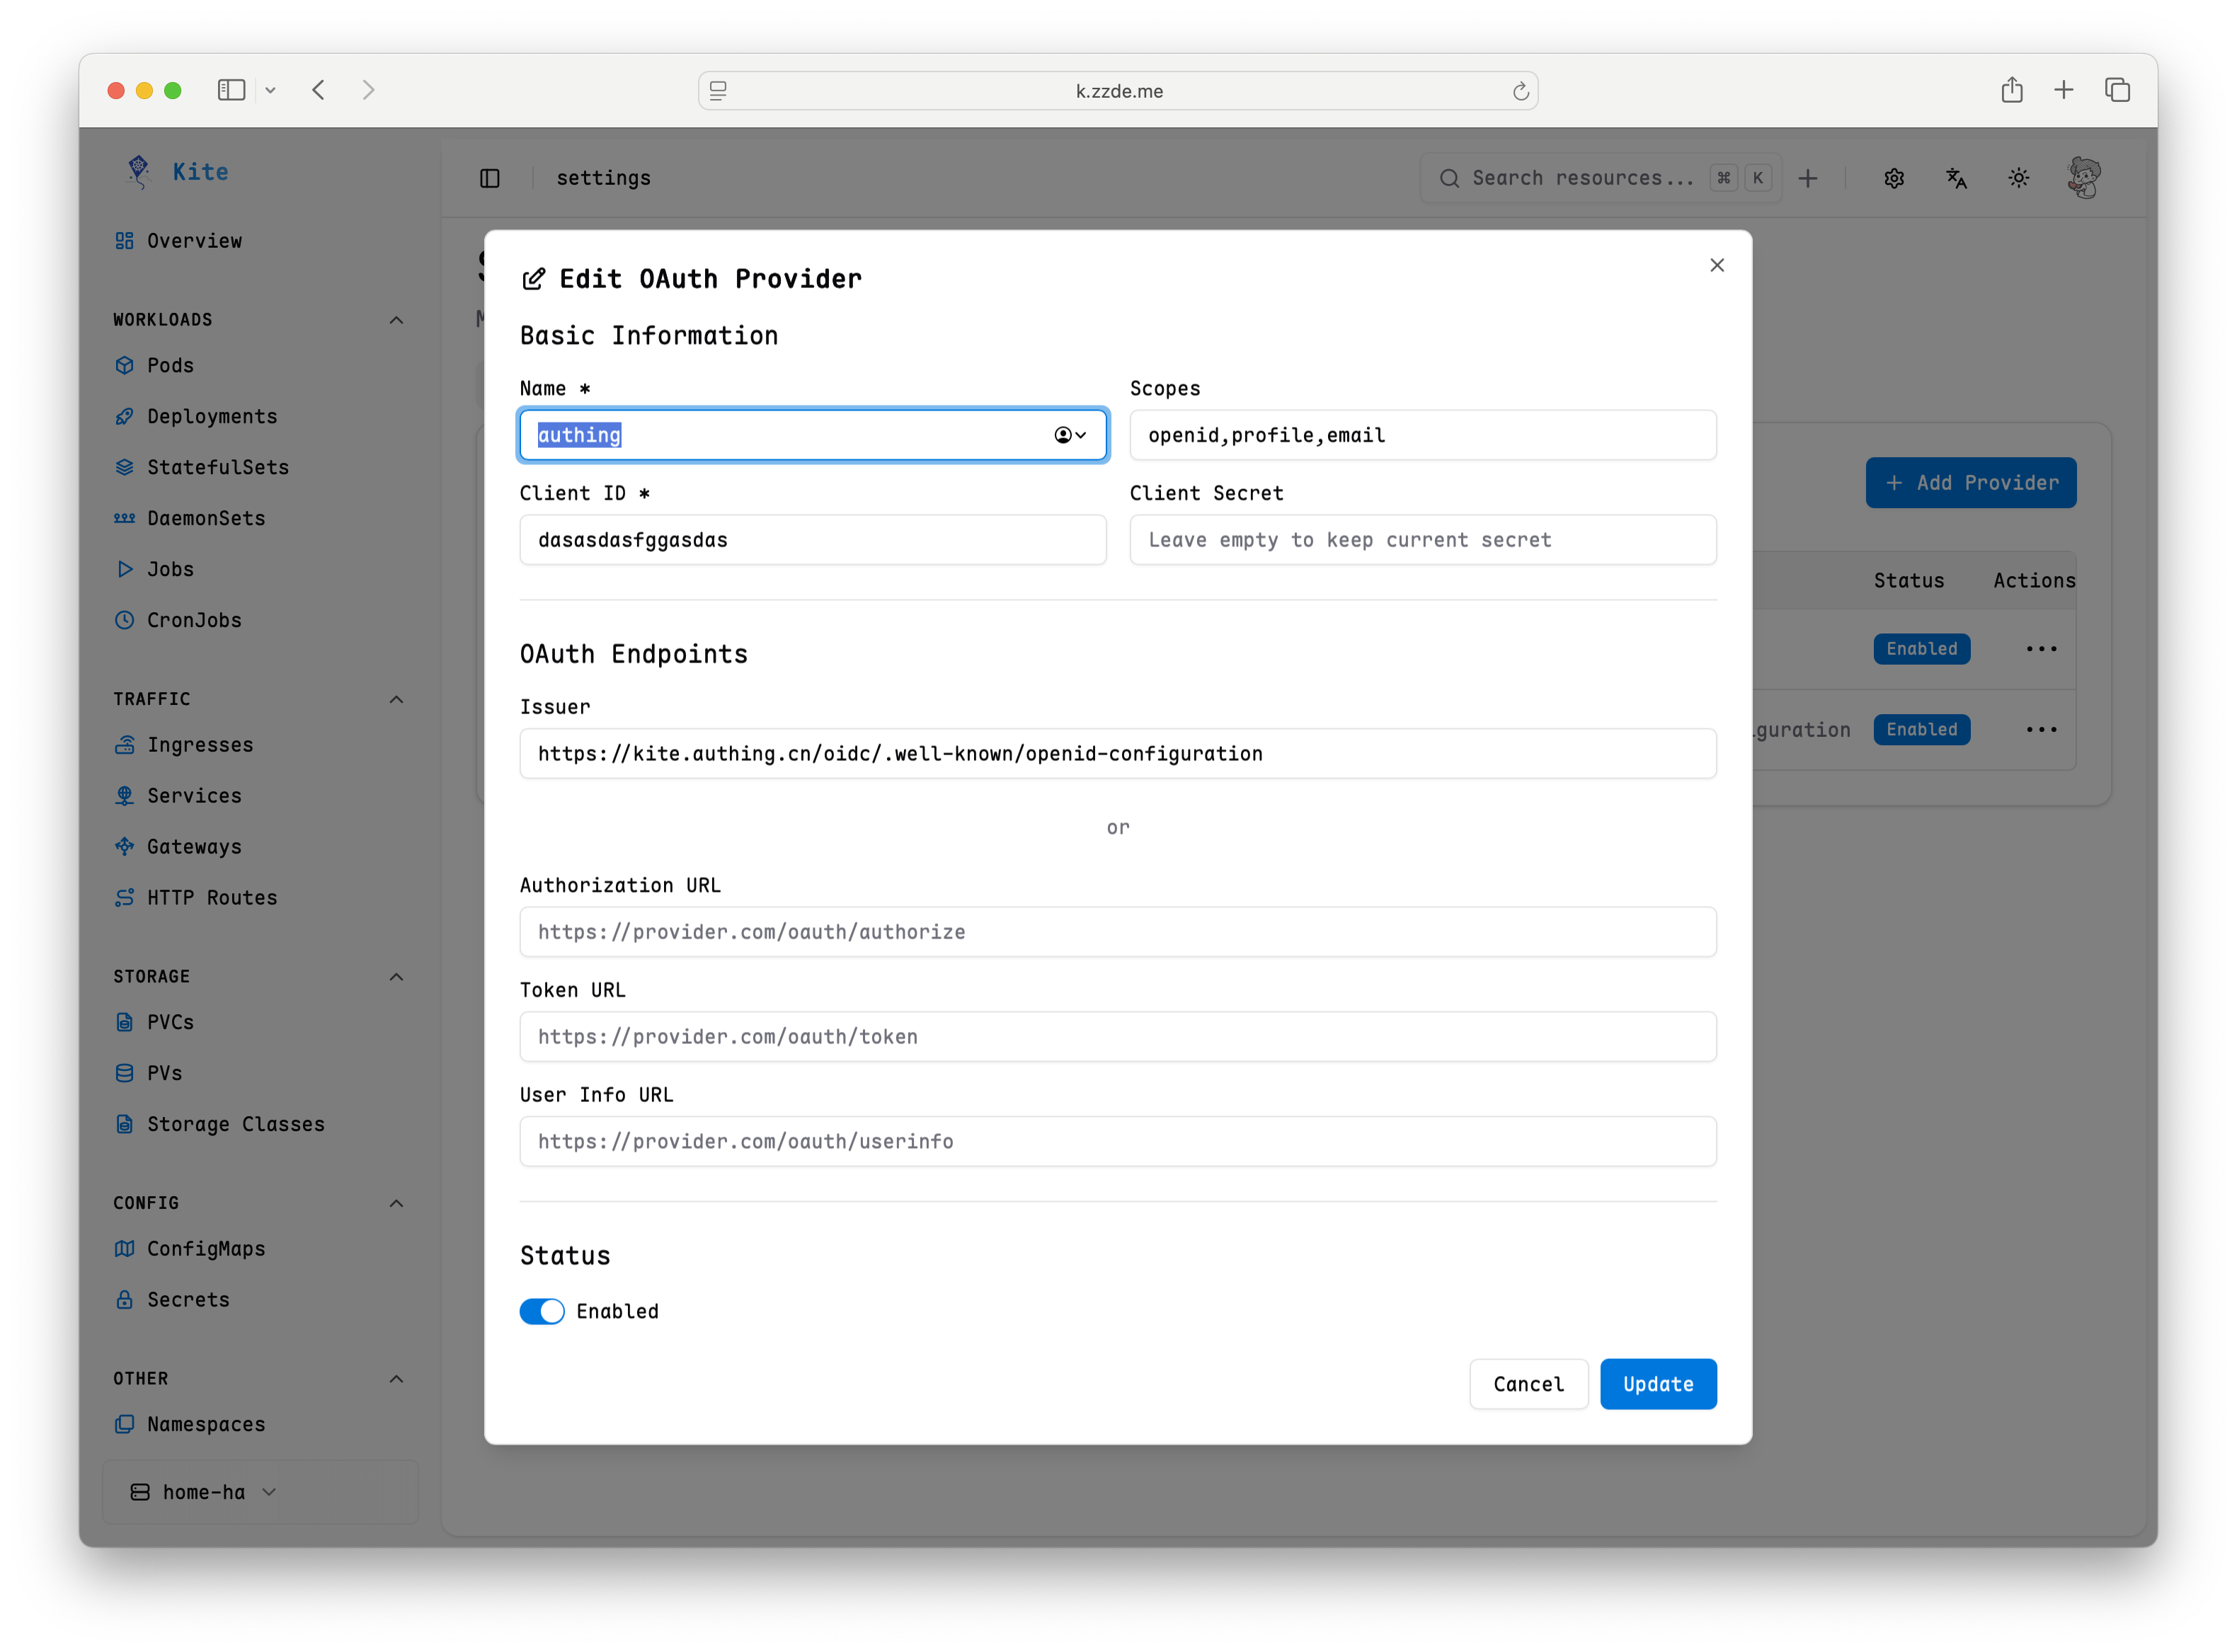 k.zzde.me
Kite
settings
Search resources...
⌘
K
Overview
WORKLOADS
Pods
Deployments
StatefulSets
DaemonSets
Jobs
CronJobs
TRAFFIC
Ingresses
Services
Gateways
HTTP Routes
STORAGE
PVCs
PVs
Storage Classes
CONFIG
ConfigMaps
Secrets
OTHER
Namespaces
home-ha
Edit OAuth Provider
Basic Information
Name *
authing
Scopes
openid,profile,email
Client ID *
dasasdasfggasdas
Client Secret
Leave empty to keep current secret
OAuth Endpoints
Issuer
https://kite.authing.cn/oidc/.well-known/openid-configuration
or
Authorization URL
https://provider.com/oauth/authorize
Token URL
https://provider.com/oauth/token
User Info URL
https://provider.com/oauth/userinfo
Status
Enabled
Cancel
Update
+ Add Provider
Status Actions
Enabled
guration Enabled